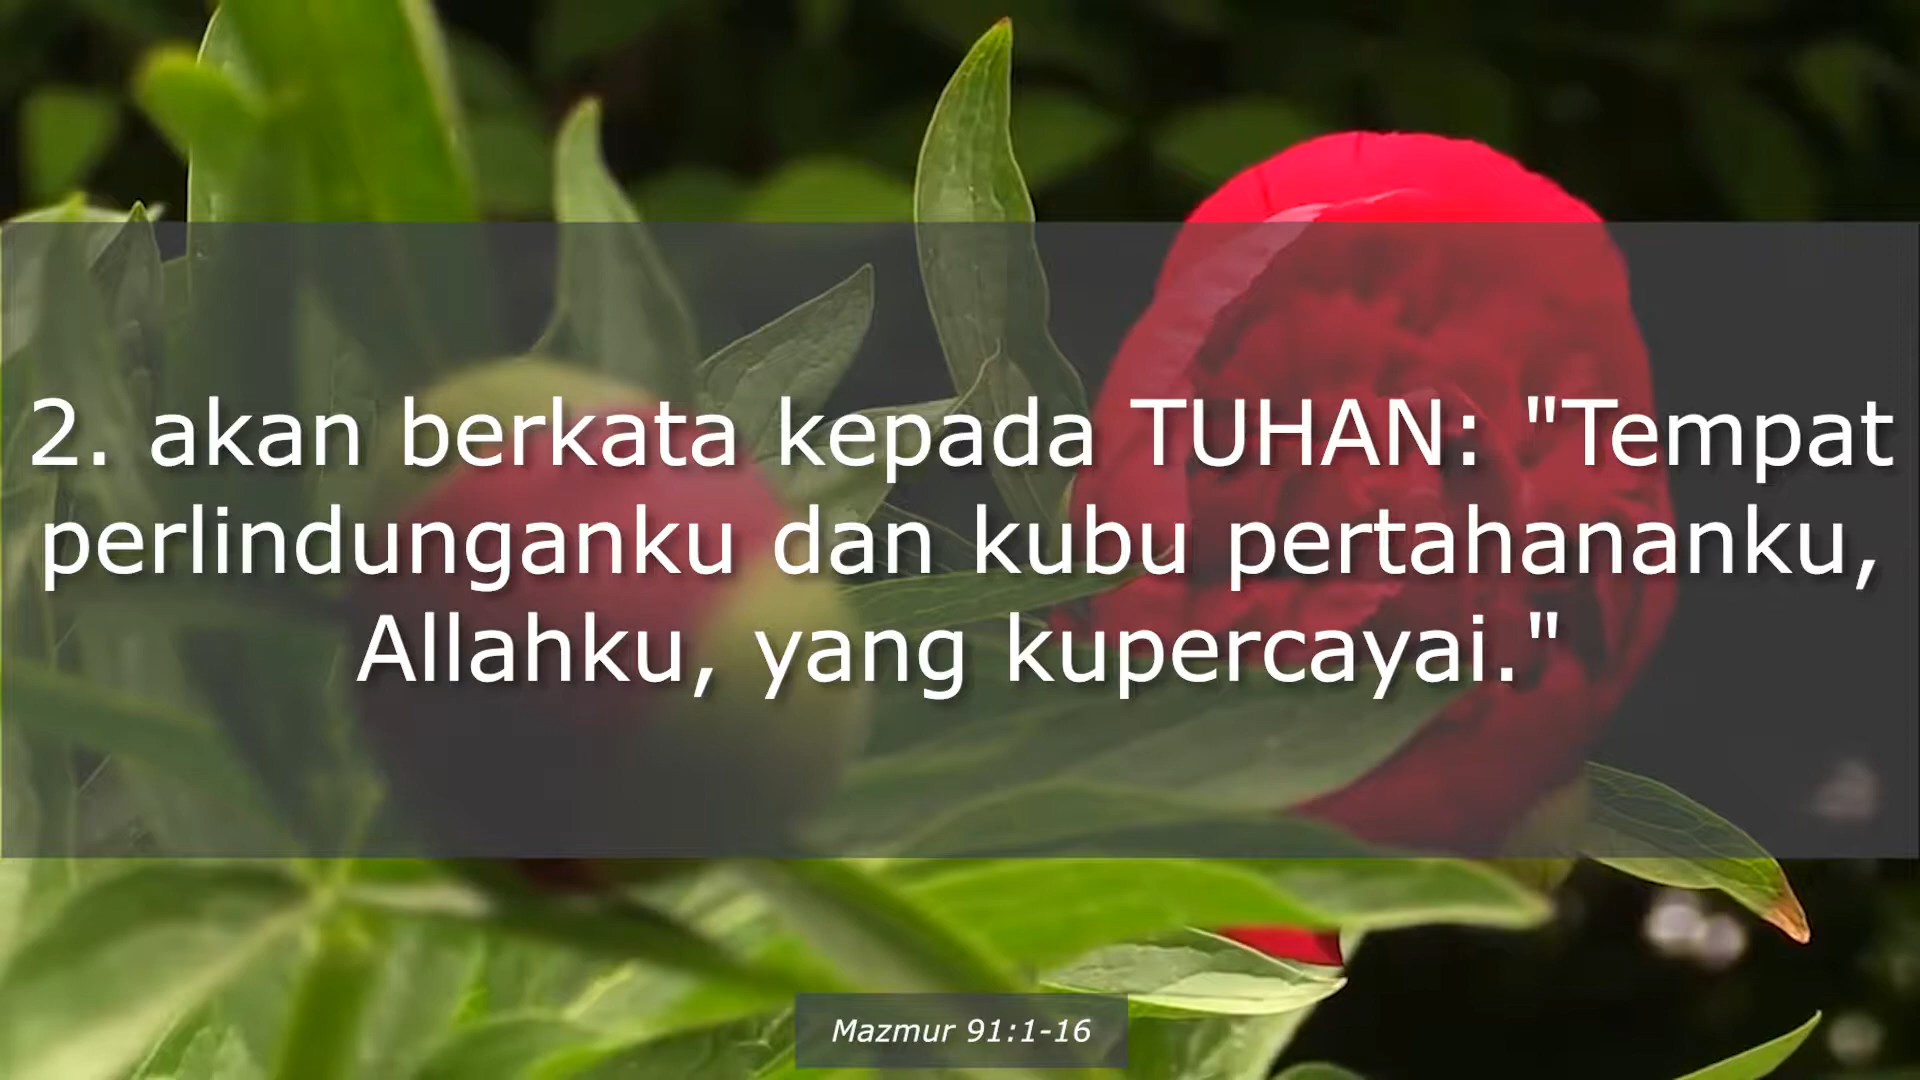 2. akan berkata kepada TUHAN: "Tempat
perlindunganku dan kubu pertahananku,
Allahku, yang kupercayai."
Mazmur 91:1-16